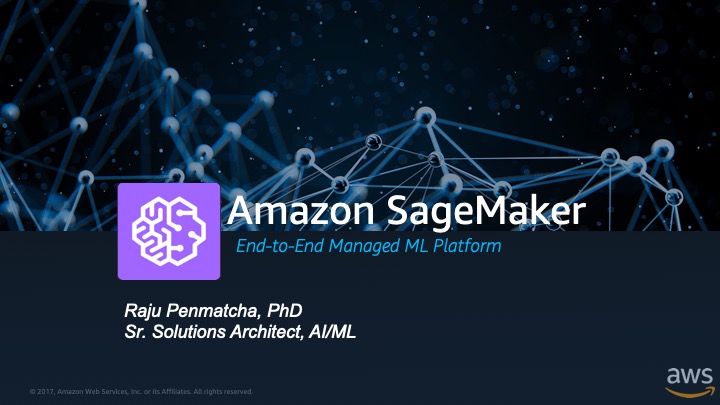 Amazon SageMaker
End-to-End Managed ML Platform
Raju Penmatcha, PhD
Sr. Solutions Architect, AI/ML
© 2017, Amazon Web Services, Inc. or its Affiliates. All rights reserved.
aws